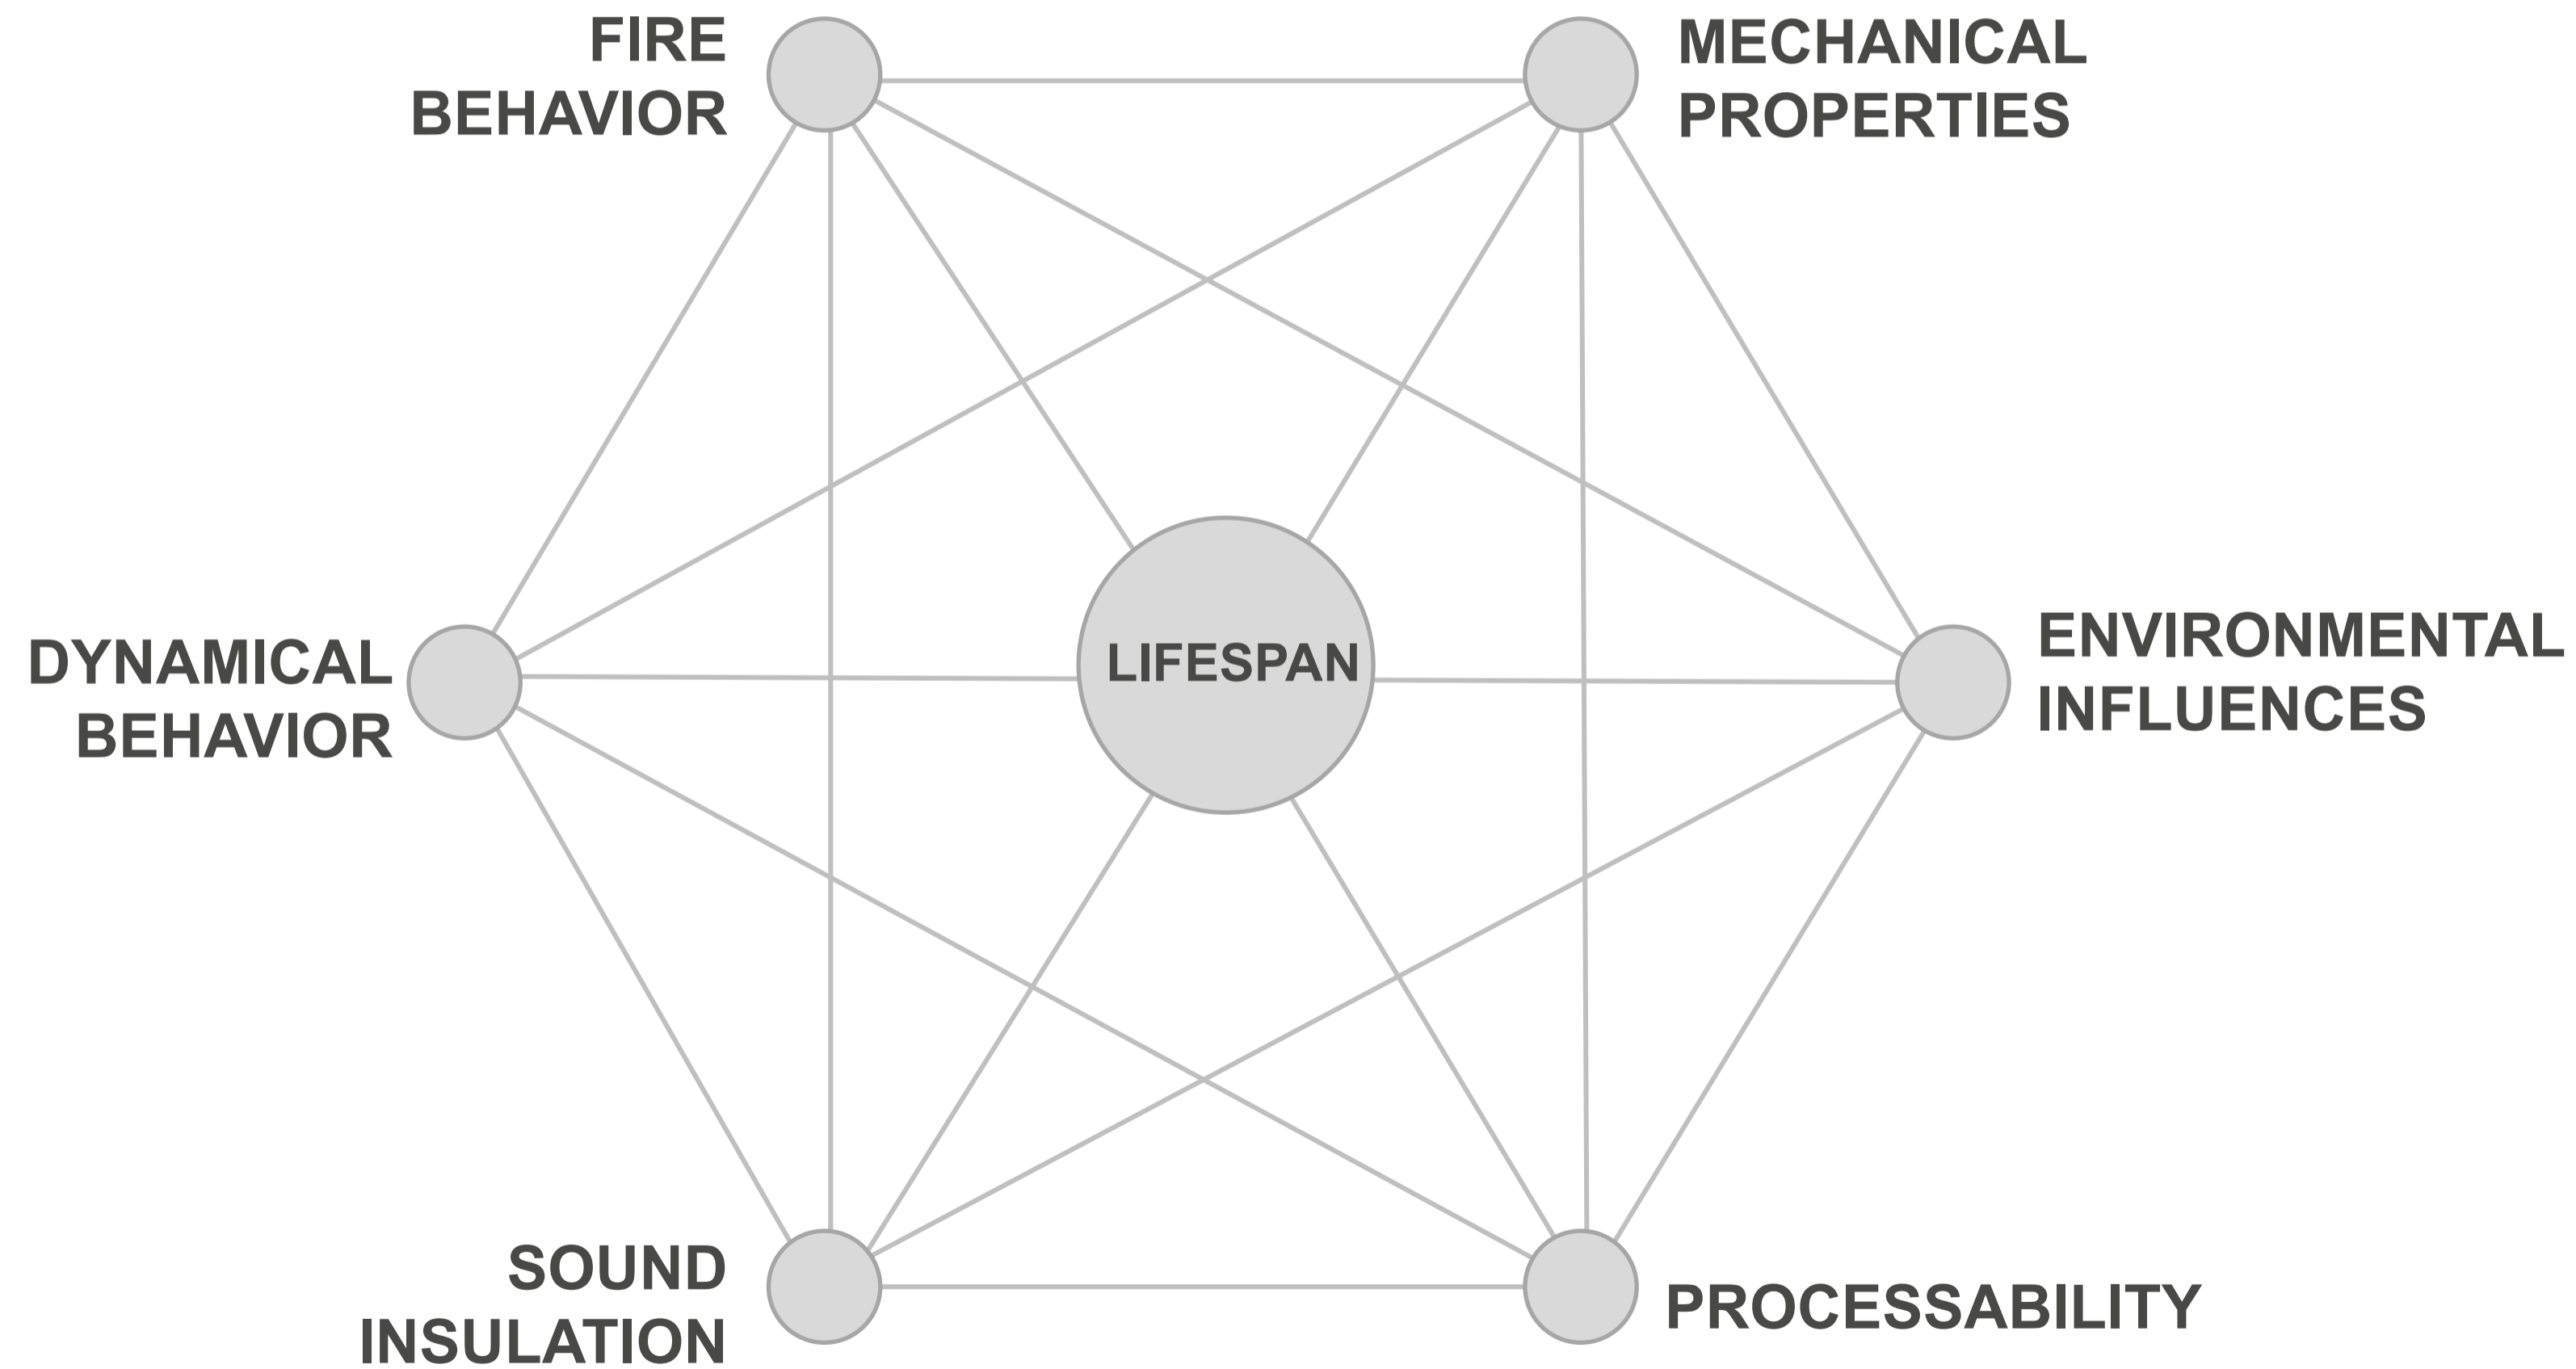 FIRE
BEHAVIOR
MECHANICAL
PROPERTIES
DYNAMICAL
BEHAVIOR
LIFESPAN
ENVIRONMENTAL
INFLUENCES
SOUND
INSULATION
PROCESSABILITY